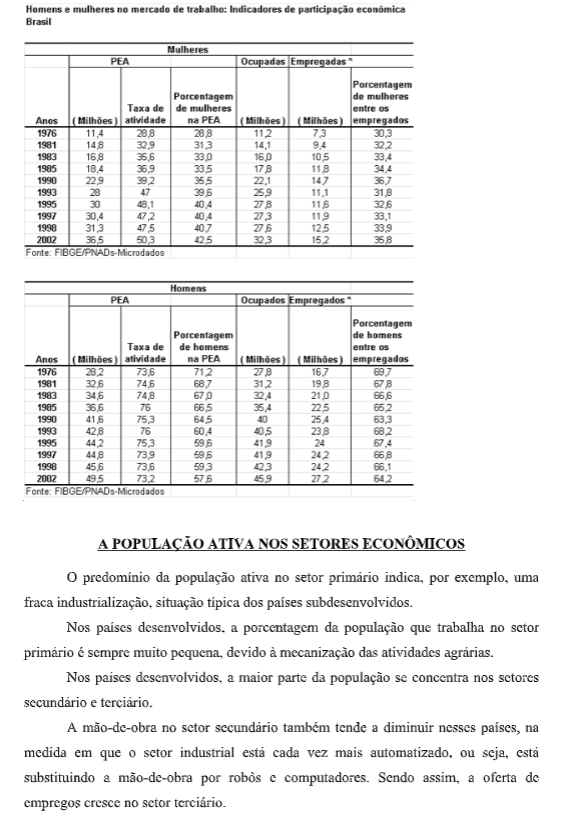 Homens e mulheres no mercado de trabalho: Indicadores de participação económica
Brasil
Mulheres
PEA Ocupadas Empregadas *
Anos (Milhões) Taxa de atividade Porcentagem de mulheres na PEA (Milhões) (Milhões) Porcentagem de mulheres entre os empregados
1976 11,4 28,8 28,8 11,2 7,3 30,3
1981 14,8 32,9 31,3 14,1 9,4 32,2
1983 16,8 35,6 33,0 16,0 10,5 33,4
1985 18,4 36,9 33,5 17,8 11,8 34,4
1990 22,9 39,2 35,5 22,1 14,7 36,7
1993 28 47 39,6 25,9 11,1 31,8
1995 30 48,1 40,4 27,8 11,6 32,6
1997 30,4 47,2 40,4 27,3 11,9 33,1
1998 31,3 47,5 40,7 27,6 12,5 33,9
2002 36,5 50,3 42,5 32,3 15,2 35,8
Fonte: FIBGE/PNADs-Microdados
Homens
PEA Ocupados Empregados *
Anos (Milhões) Taxa de atividade Porcentagem de homens na PEA (Milhões) (Milhões) Porcentagem de homens entre os empregados
1976 28,2 73,6 71,2 27,8 16,7 69,7
1981 32,6 74,6 68,7 31,2 19,8 67,8
1983 34,6 74,8 67,0 32,4 21,0 66,6
1985 36,6 76 66,5 35,4 22,5 65,2
1990 41,6 75,3 64,5 40 25,4 63,3
1993 42,8 76 60,4 40,5 23,8 68,2
1995 44,2 75,3 59,6 41,9 24 67,4
1997 44,8 73,9 59,6 41,9 24,2 66,8
1998 45,6 73,6 59,3 42,3 24,2 66,1
2002 49,5 73,2 57,6 45,9 27,2 64,2
Fonte: FIBGE/PNADs-Microdados
A POPULAÇÃO ATIVA NOS SETORES ECONÔMICOS
O predomínio da população ativa no setor primário indica, por exemplo, uma
fraca industrialização, situação típica dos países subdesenvolvidos.
Nos países desenvolvidos, a porcentagem da população que trabalha no setor
primário é sempre muito pequena, devido à mecanização das atividades agrárias.
Nos países desenvolvidos, a maior parte da população se concentra nos setores
secundário e terciário.
A mão-de-obra no setor secundário também tende a diminuir nesses países, na
medida em que o setor industrial está cada vez mais automatizado, ou seja, está
substituindo a mão-de-obra por robôs e computadores. Sendo assim, a oferta de
empregos cresce no setor terciário.